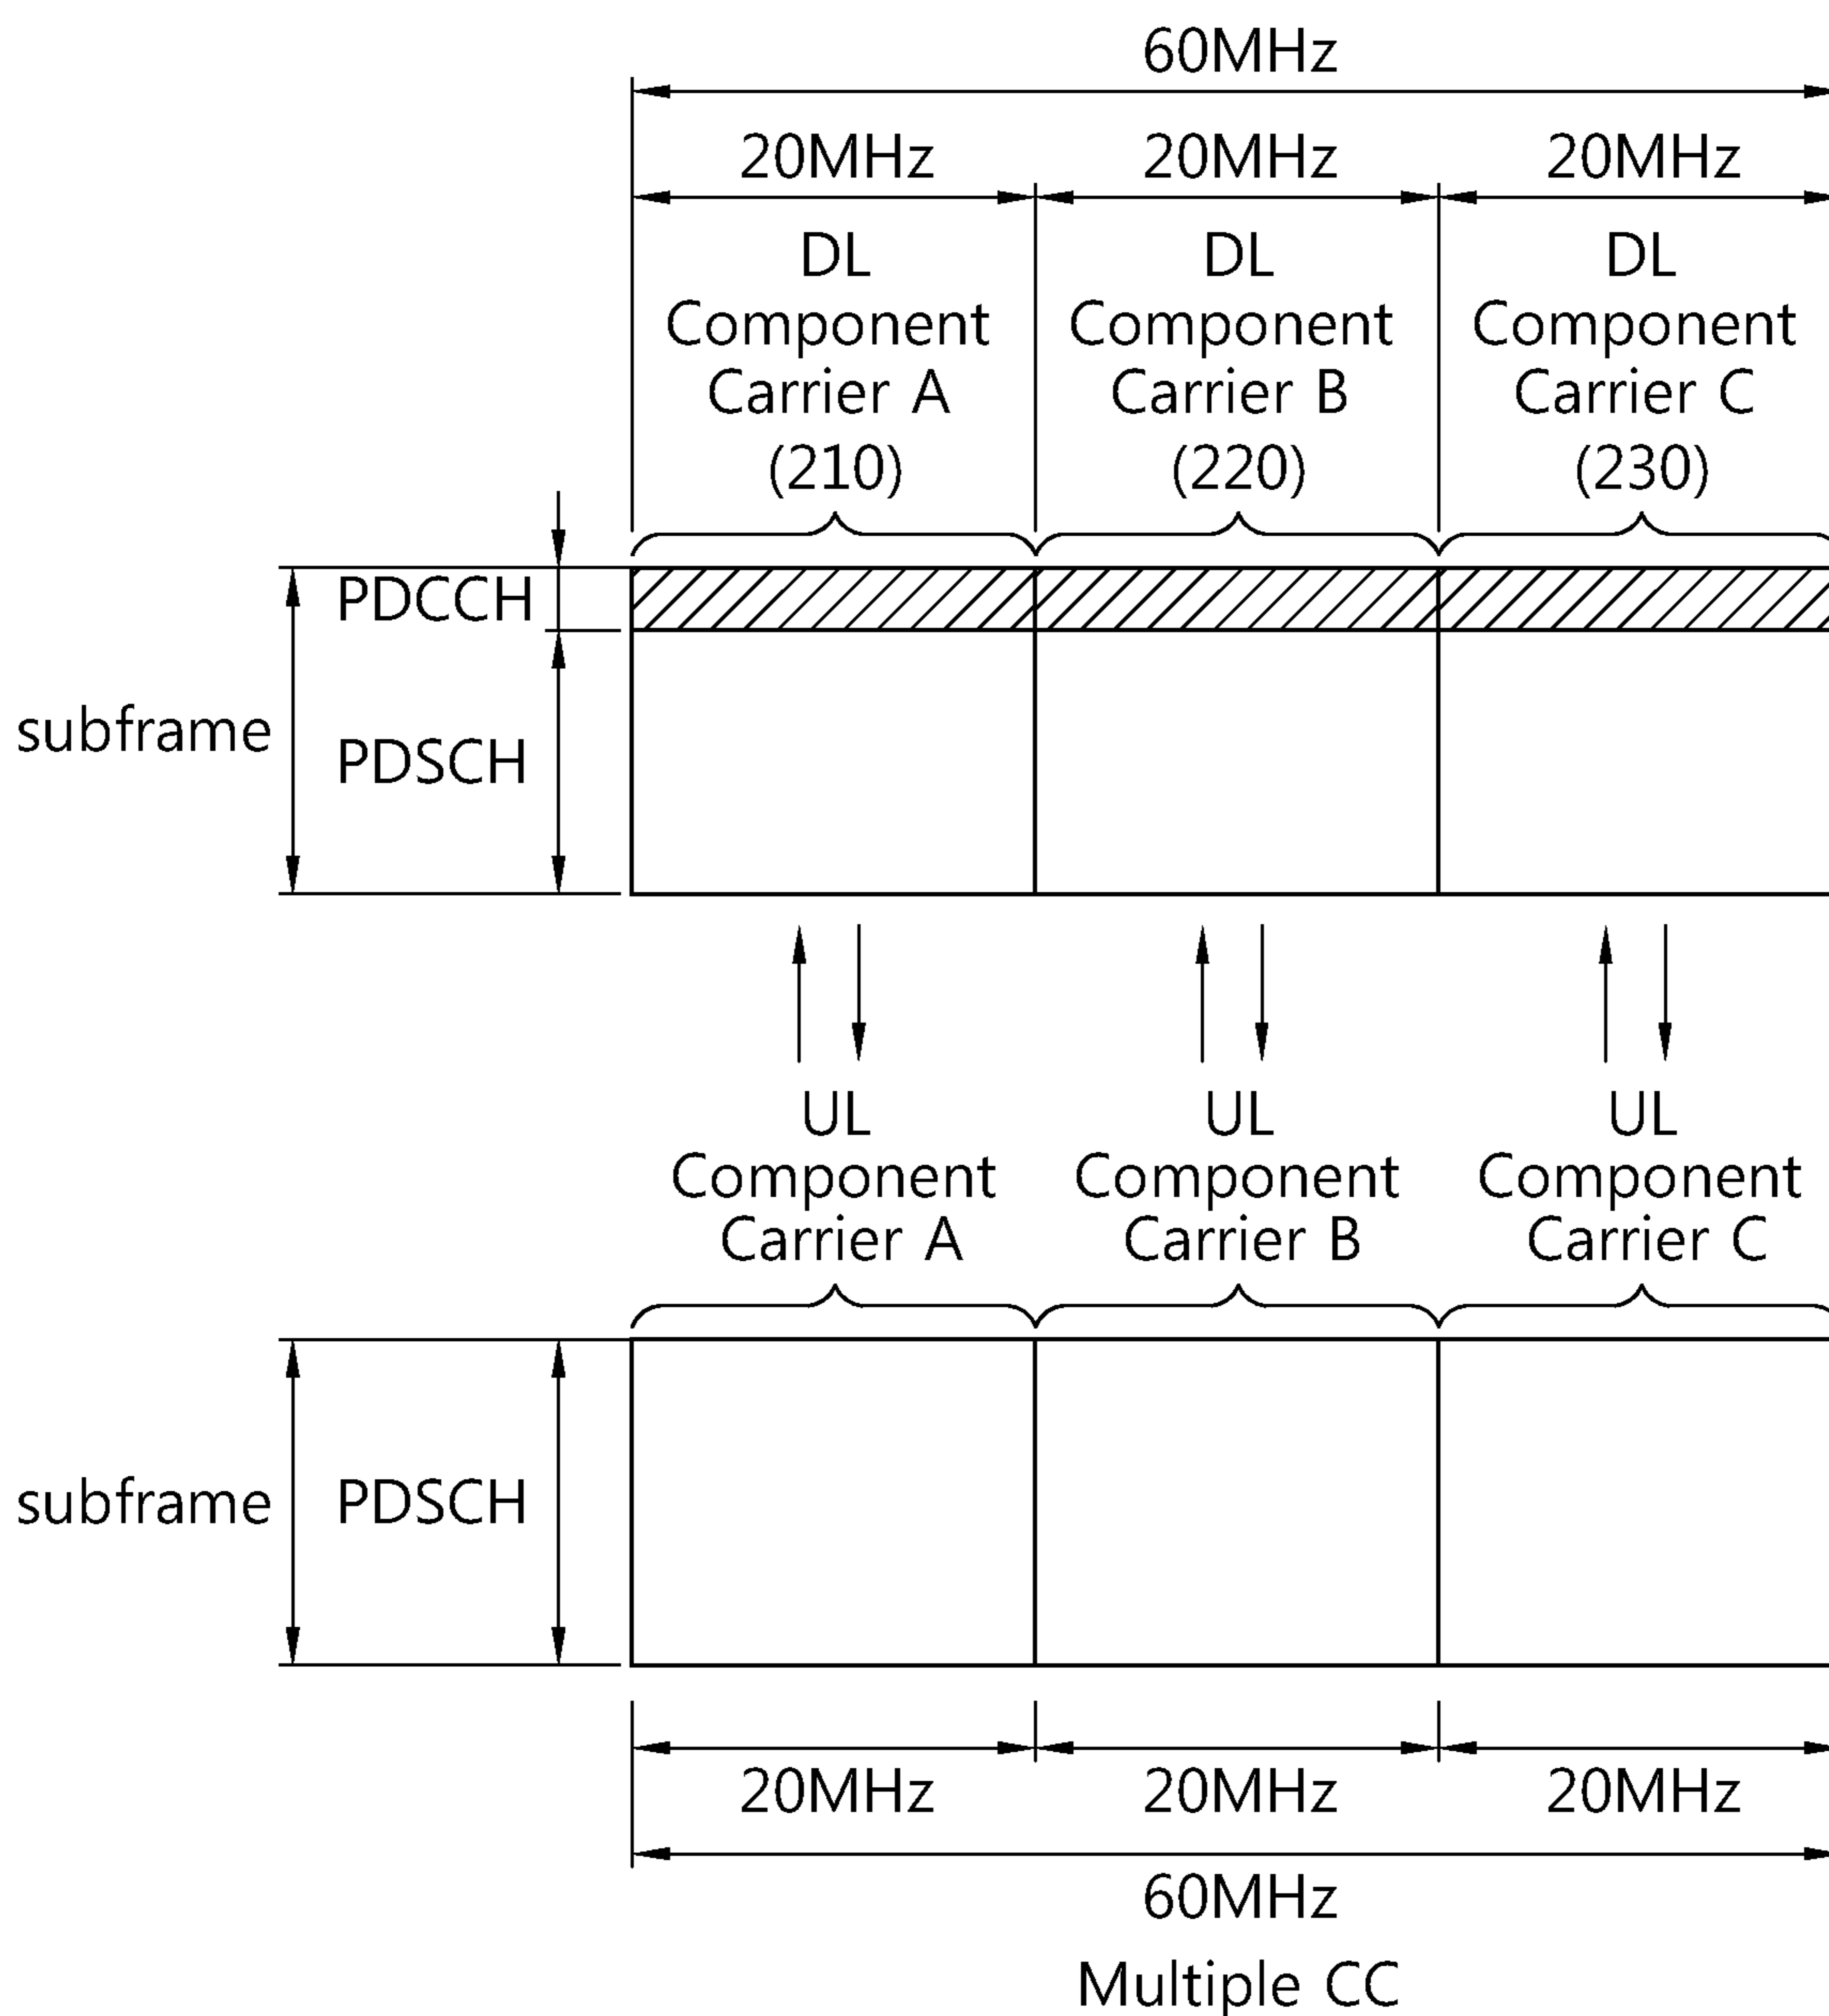 60MHz
20MHz 20MHz 20MHz
DL DL DL
Component Component Component
Carrier A Carrier B Carrier C
(210) (220) (230)
PDCCH
subframe
PDSCH
UL UL UL
Component Component Component
Carrier A Carrier B Carrier C
subframe PDSCH
20MHz 20MHz 20MHz
60MHz
Multiple CC